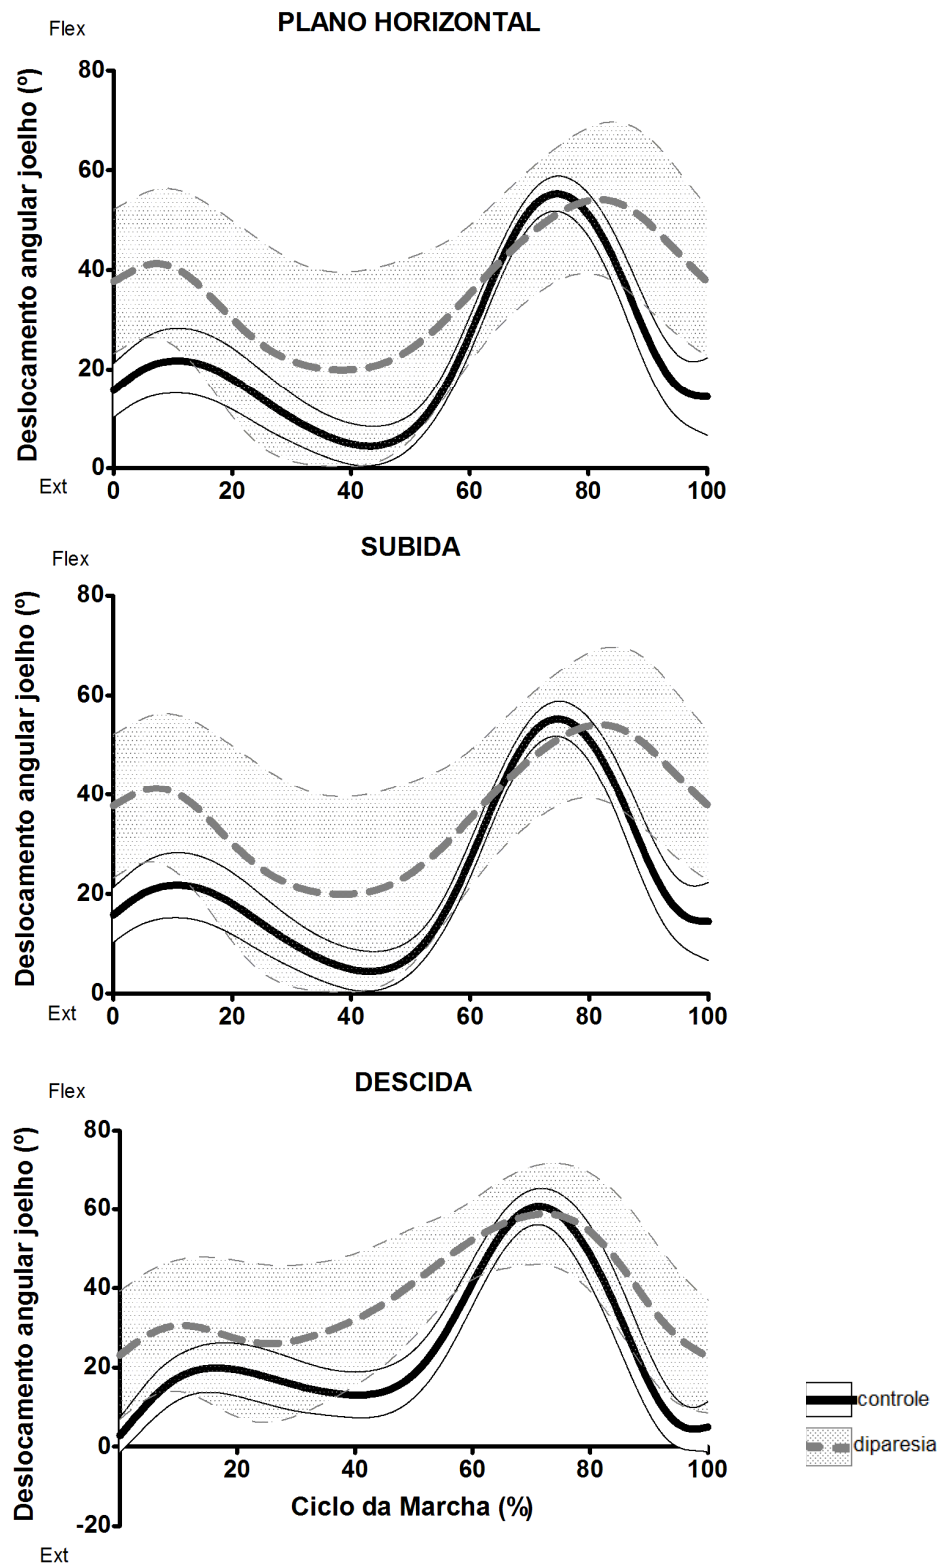 PLANO HORIZONTAL
Flex
Deslocamento angular joelho (º)
80
60
40
20
0
Ext
0 20 40 60 80 100
SUBIDA
Flex
Deslocamento angular joelho (º)
80
60
40
20
0
Ext
0 20 40 60 80 100
DESCIDA
Flex
Deslocamento angular joelho (º)
80
60
40
20
0
-20
20 40 60 80 100
Ciclo da Marcha (%)
Ext
controle
diparesia